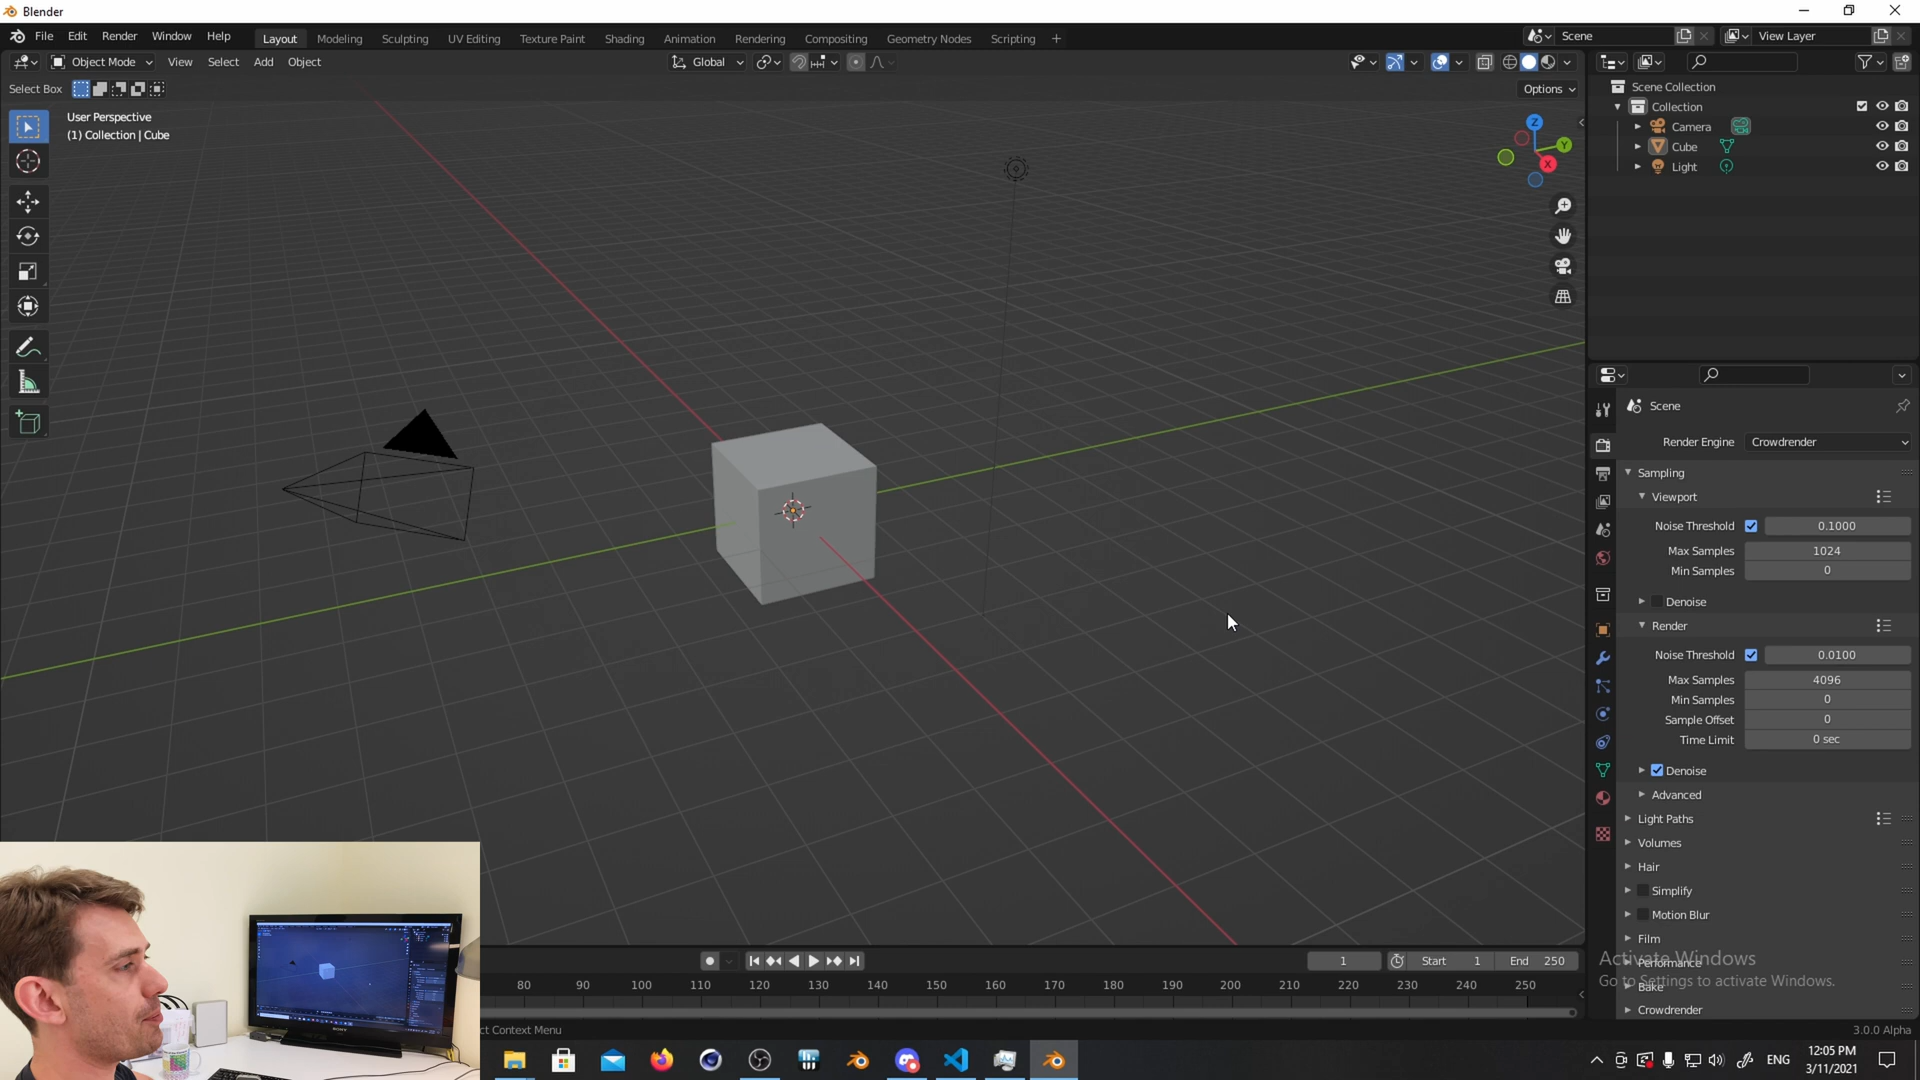 Blender
File Edit Render Window Help Layout Modeling Sculpting UV Editing Texture Paint Shading Animation Rendering Compositing Geometry Nodes Scripting + Scene View Layer
Object Mode View Select Add Object Global
Select Box Options
User Perspective
(1) Collection | Cube
Z
Y
X
Scene Collection
Collection
Camera
Cube
Light
Scene
Render Engine Crowdrender
Sampling
Viewport
Noise Threshold 0.1000
Max Samples 1024
Min Samples 0
Denoise
Render
Noise Threshold 0.0100
Max Samples 4096
Min Samples 0
Sample Offset 0
Time Limit 0 sec
Denoise
Advanced
Light Paths
Volumes
Hair
Simplify
Motion Blur
Film
Performance
Bake
Crowdrender
Activate Windows
Go to Settings to activate Windows.
1 Start 1 End 250
80 90 100 110 120 130 140 150 160 170 180 190 200 210 220 230 240 250
ct Context Menu
3.0.0 Alpha
SONY
ENG
12:05 PM
3/11/2021